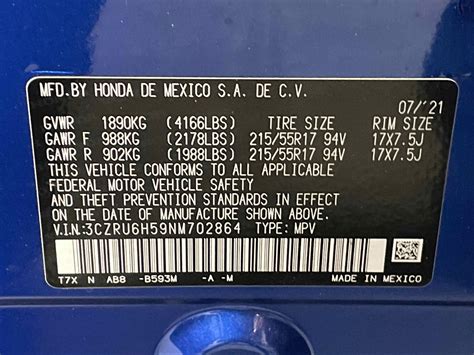 MFD.BY HONDA DE MEXICO S.A. DE C.V.
07/'21
GVWR 1890KG (4166LBS) TIRE SIZE RIM SIZE
GAWR F 988KG (2178LBS) 215/55R17 94V 17X7.5J
GAWR R 902KG (1988LBS) 215/55R17 94V 17X7.5J
THIS VEHICLE CONFORMS TO ALL APPLICABLE
FEDERAL MOTOR VEHICLE SAFETY
AND THEFT PREVENTION STANDARDS IN EFFECT
ON THE DATE OF MANUFACTURE SHOWN ABOVE.
V.I.N:3CZRU6H59NM702864 TYPE: MPV
T7X N AB8 -B593M -A -M MADE IN MEXICO